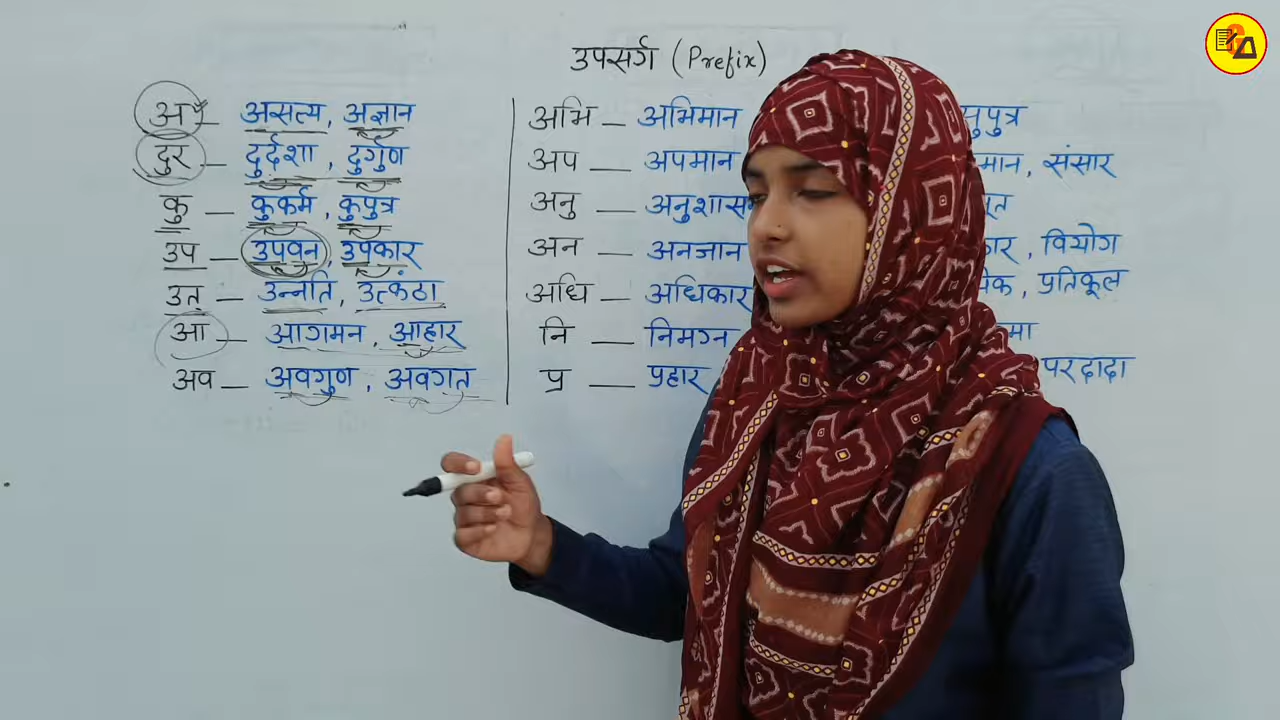 उपसर्ग (Prefix)
अ — असत्य, अज्ञान
दुर — दुर्दशा, दुर्गुण
कु — कुकर्म, कुपुत्र
उप — उपवन, उपकार
उत् — उन्नति, उत्कंठा
आ — आगमन, आहार
अव — अवगुण, अवगत
अभि — अभिमान
अप — अपमान
अनु —
अन — अनजान
अधि — अधिकार
नि — निमग्न
प्र — प्रहार
सुपुत्र
संसार
वियोग
प्रतिकूल
परदादा